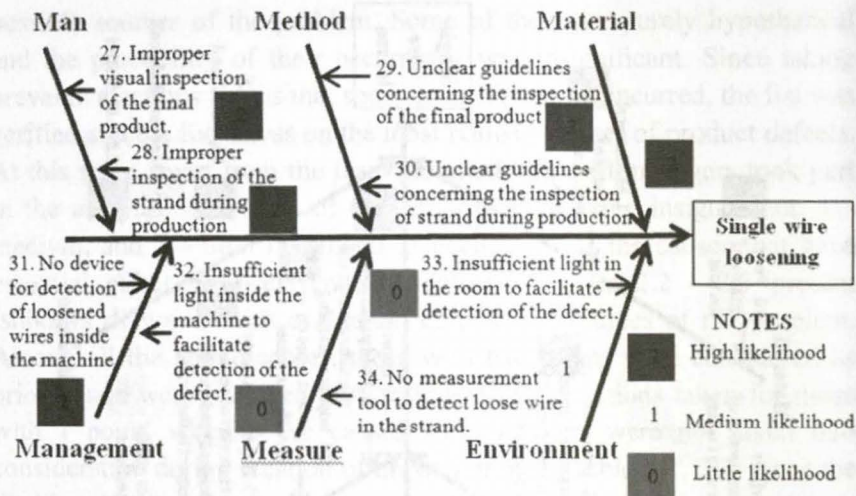 Man
Method
Material
27. Improper
visual inspection
of the final
product.
28. Improper
inspection of the
strand during
production
29. Unclear guidelines
concerning the inspection
of the final product
30. Unclear guidelines
concerning the inspection
of strand during production
Single wire
loosening
31. No device
for detection
of loosened
wires inside
the machine
32. Insufficient
light inside the
machine to
facilitate
detection of the
defect.
0
33. Insufficient light in
the room to facilitate
detection of the defect.
0
34. No measurement
tool to detect loose wire
in the strand.
1
Management
Measure
Environment
NOTES
High likelihood
1 Medium likelihood
0 Little likelihood